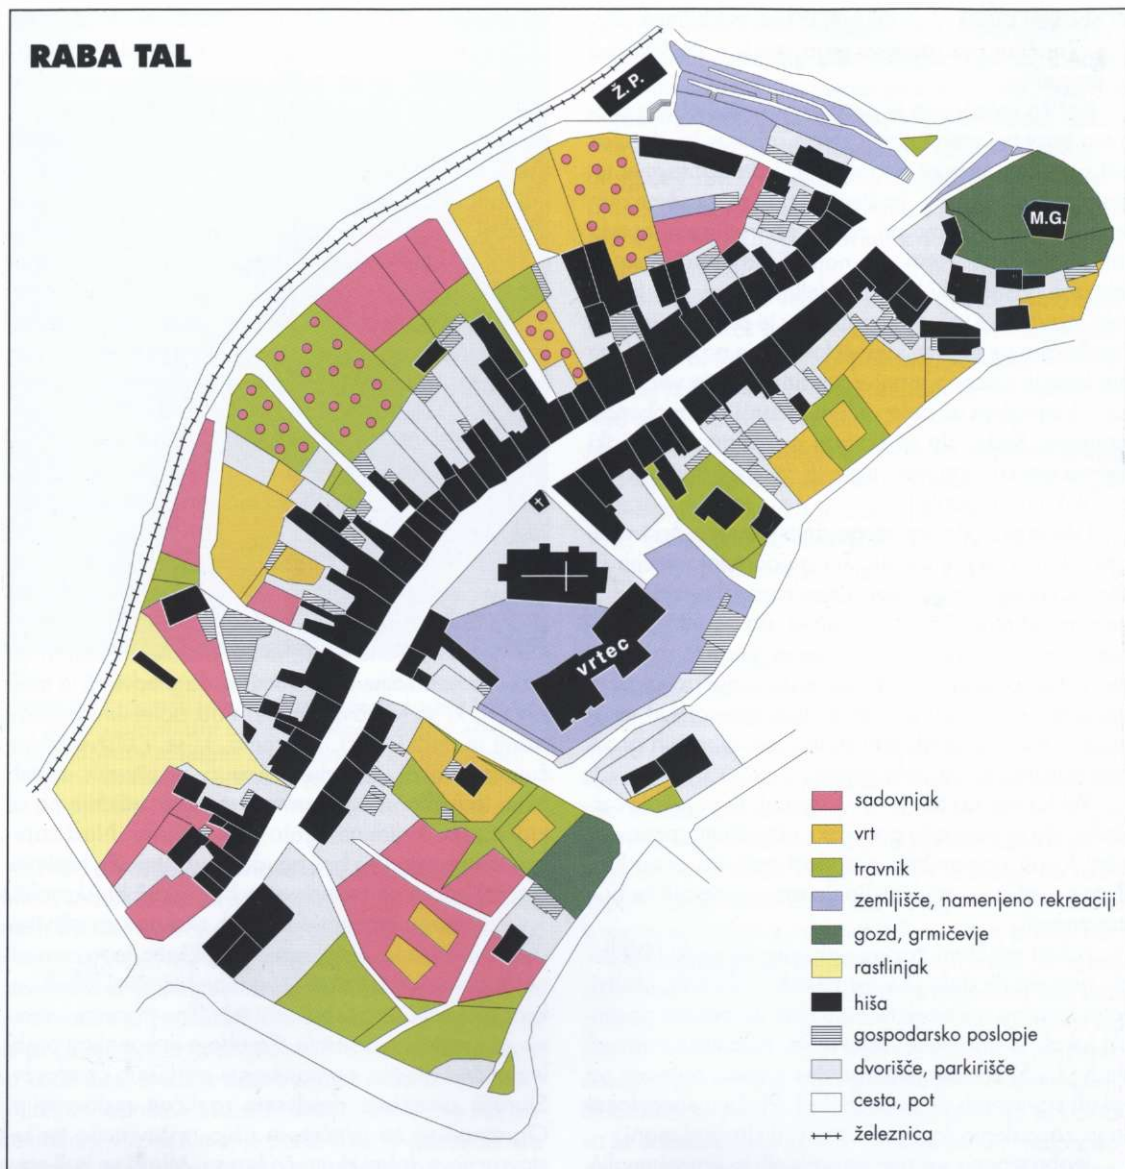 RABA TAL
Ž. P.
M.G.
vrtec
sadovnjak
vrt
travnik
zemljišče, namenjeno rekreaciji
gozd, grmičevje
rastlinjak
hiša
gospodarsko poslopje
dvorišče, parkirišče
cesta, pot
železnica